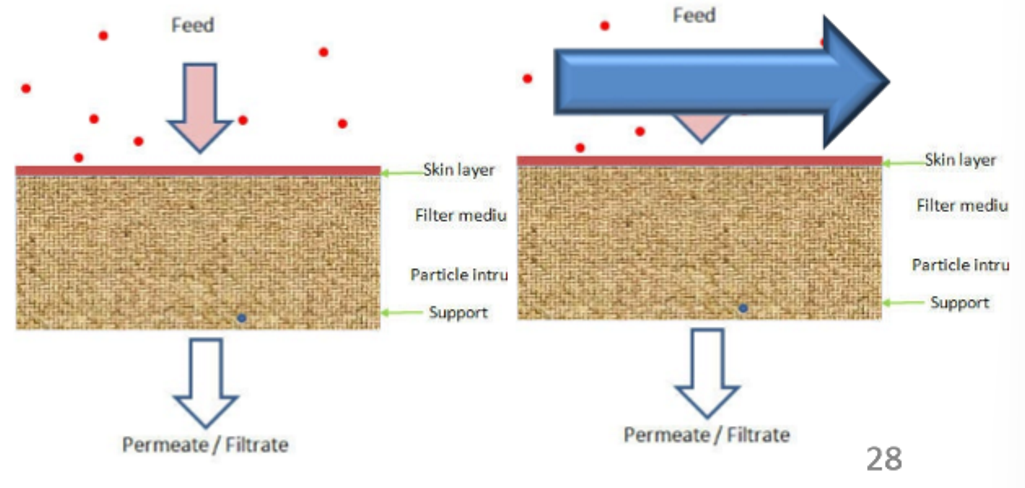 Feed
Skin layer
Filter mediu
Particle intru
Support
Permeate / Filtrate
Feed
Skin layer
Filter mediu
Particle intru
Support
Permeate / Filtrate
28